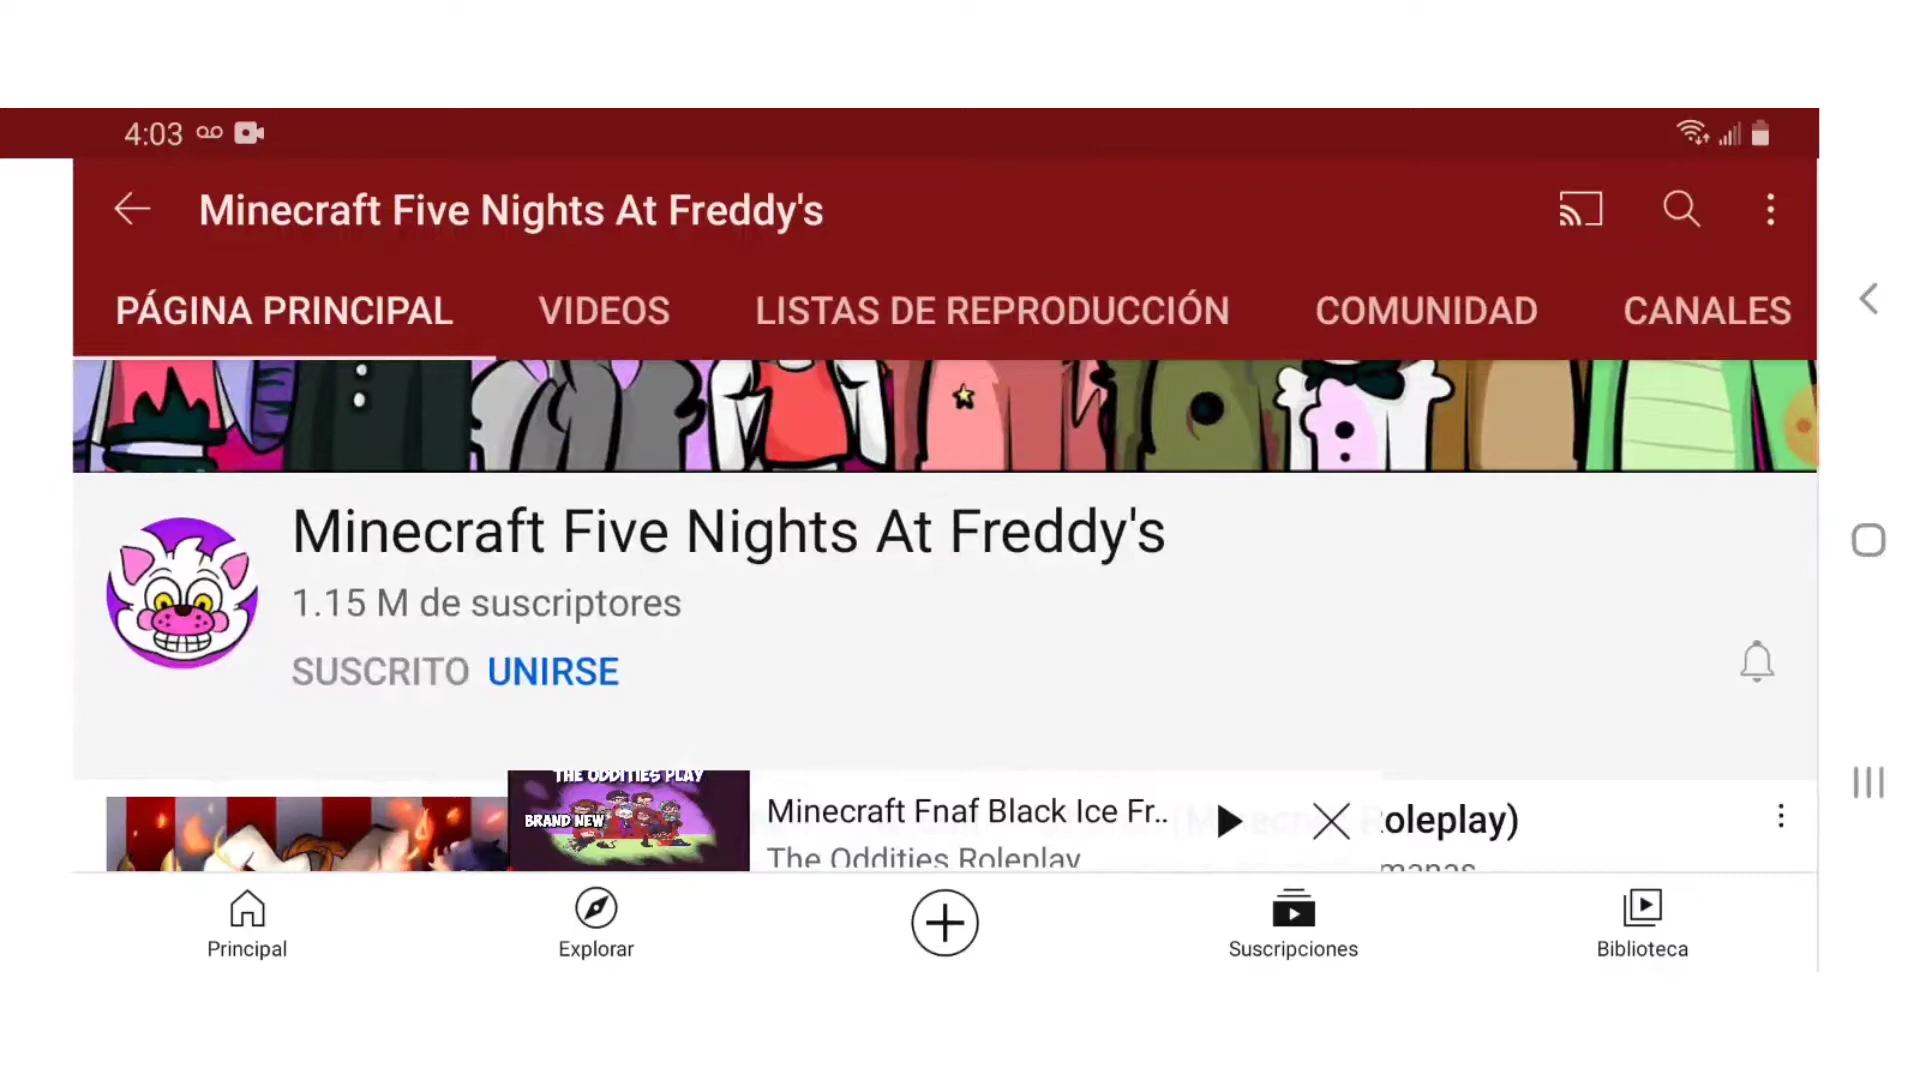 4:03
Minecraft Five Nights At Freddy's
PÁGINA PRINCIPAL VIDEOS LISTAS DE REPRODUCCIÓN COMUNIDAD CANALES
Minecraft Five Nights At Freddy's
1.15 M de suscriptores
SUSCRITO UNIRSE
THE ODDITIES PLAY
BRAND NEW
Minecraft Fnaf Black Ice Fr..
The Oddities Roleplay
oleplay)
manas
Principal Explorar Suscripciones Biblioteca